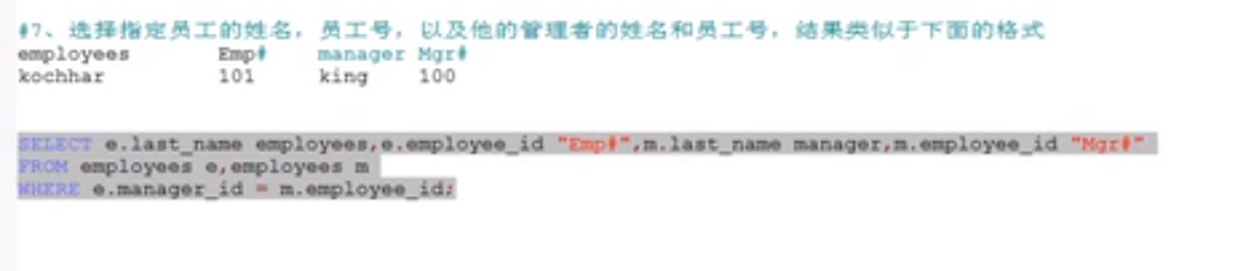 #7、选择指定员工的姓名，员工号，以及他的管理者的姓名和员工号，结果类似于下面的格式
employees Emp# manager Mgr#
kochhar 101 king 100
SELECT e.last_name employees,e.employee_id "Emp#",m.last_name manager,m.employee_id "Mgr#"
FROM employees e,employees m
WHERE e.manager_id = m.employee_id;